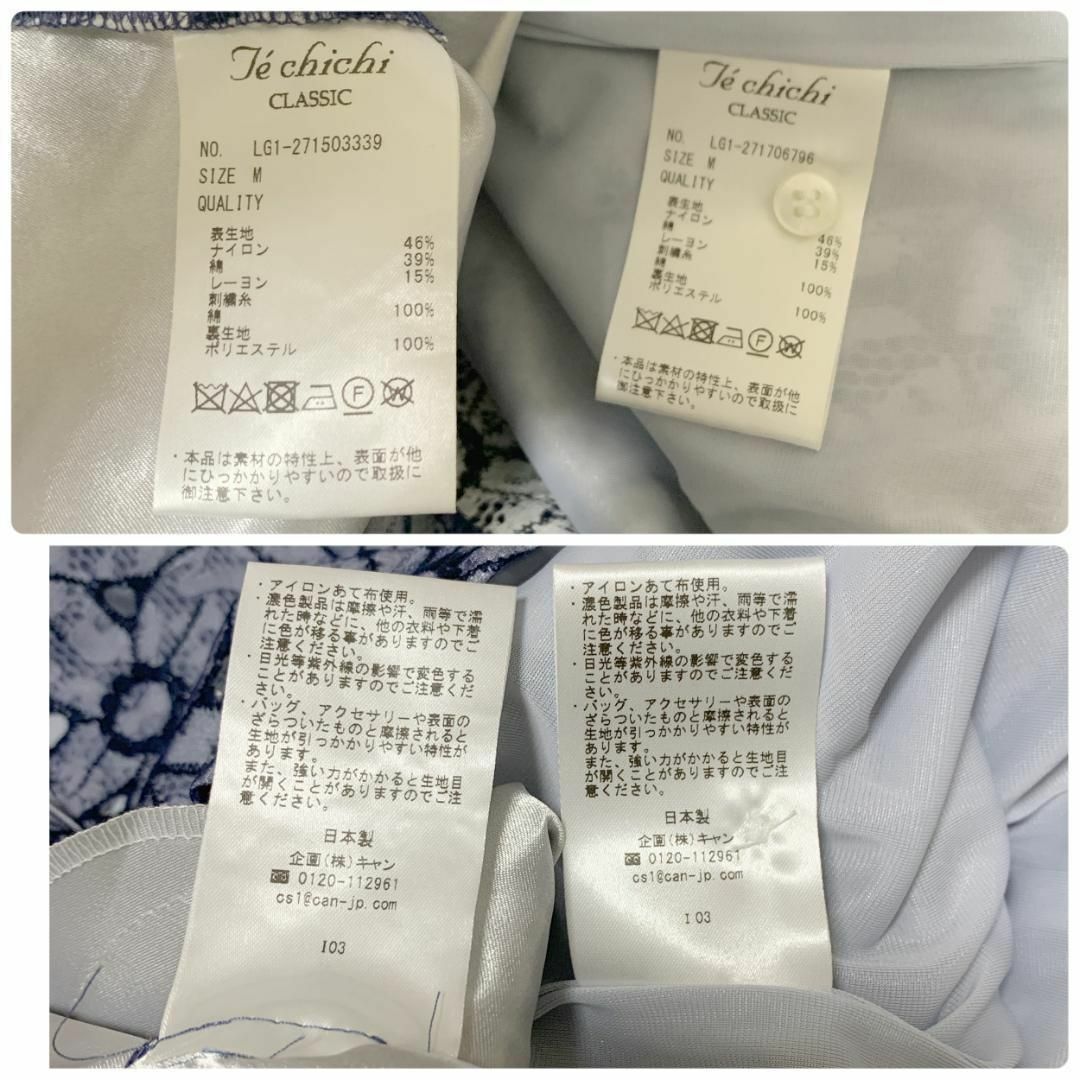 Té chichi
CLASSIC
NO. LG1-271503339
SIZE M
QUALITY
表生地
ナイロン 46%
綿 39%
レーヨン 15%
刺繍糸
綿 100%
裏生地
ポリエステル 100%
F
W
・本品は素材の特性上、表面が他
にひっかかりやすいので取扱に
御注意下さい。
Té chichi
CLASSIC
NO. LG1-271706796
SIZE M
QUALITY
表生地
ナイロン 46%
綿 39%
レーヨン 15%
刺繍糸
綿 100%
裏生地
ポリエステル 100%
P
W
・本品は素材の特性上、表面が他
にひっかかりやすいので取扱に
御注意下さい。
・アイロンあて布使用。
・濃色製品は摩擦や汗、雨等で濡
れた時などに、他の衣料や下着
に色が移る事がありますのでご
注意ください。
・日光等紫外線の影響で変色する
ことがありますのでご注意くだ
さい。
・バッグ、アクセサリーや表面の
ざらついたものと摩擦されると
生地が引っかかりやすい特性が
あります。
また、強い力がかかると生地目
が開くことがありますのでご注
意ください。
日本製
企画(株)キャン
0120-112961
cs1@can-jp.com
I03
・アイロンあて布使用。
・濃色製品は摩擦や汗、雨等で濡
れた時などに、他の衣料や下着
に色が移る事がありますのでご
注意ください。
・日光等紫外線の影響で変色する
ことがありますのでご注意くだ
さい。
・バッグ、アクセサリーや表面の
ざらついたものと摩擦されると
生地が引っかかりやすい特性が
あります。
また、強い力がかかると生地目
が開くことがありますのでご注
意ください。
日本製
企画(株)キャン
0120-112961
cs1@can-jp.com
I03